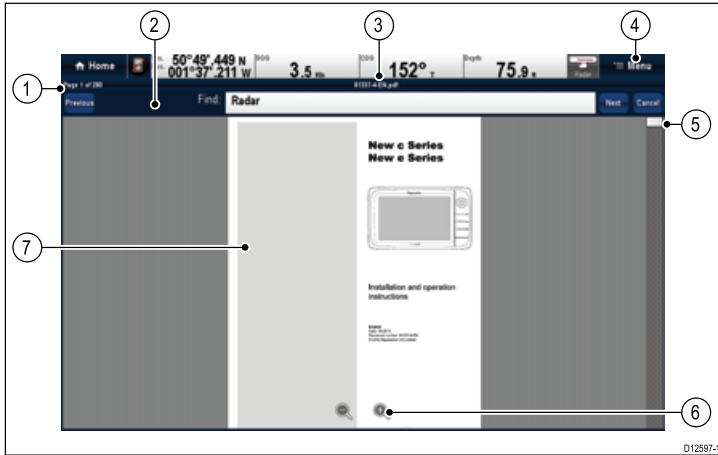 2
3
4
Home
50°49'.449 N
001°37'.211 W
SOG
3.5
COG
152° T
Depth
75.9
Radar
Menu
1
Page 1 of 280
81337-4-EN.pdf
Previous
Find:
Radar
Next
Cancel
5
New c Series
New e Series
7
Installation and operation
instructions
English
6
D12597-1